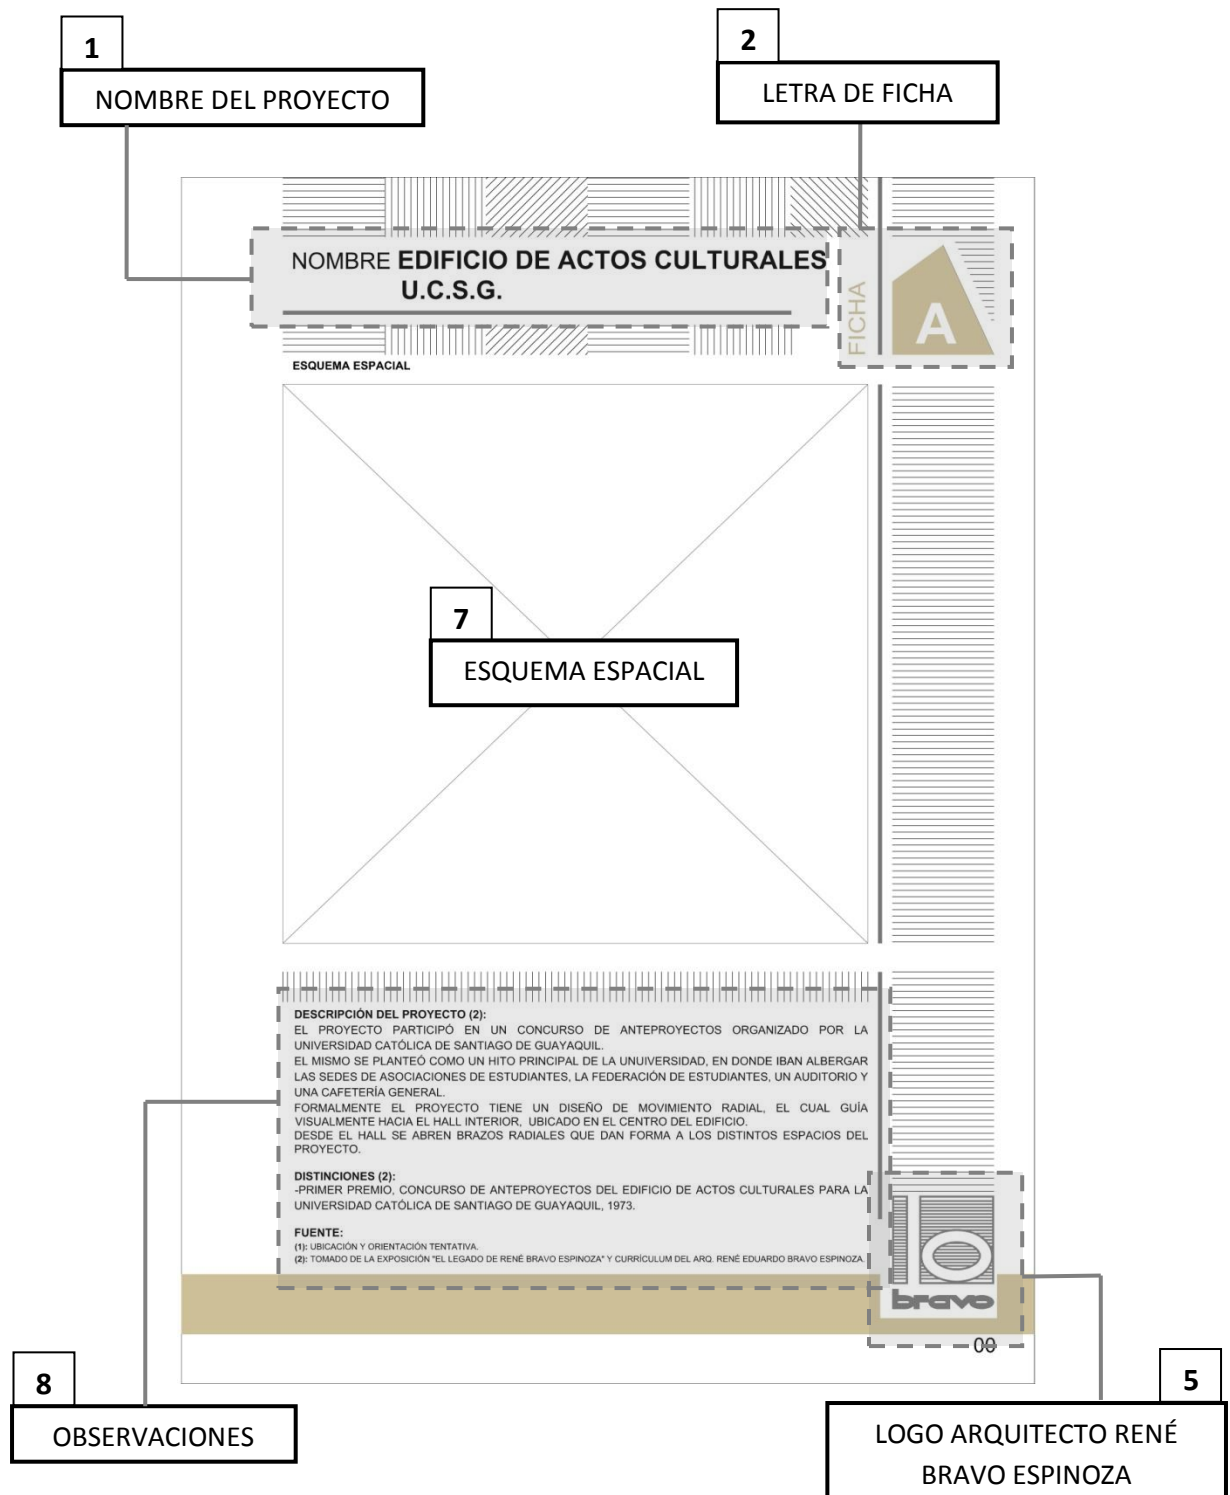 1
NOMBRE DEL PROYECTO
2
LETRA DE FICHA
NOMBRE EDIFICIO DE ACTOS CULTURALES
U.C.S.G.
FICHA
A
ESQUEMA ESPACIAL
7
ESQUEMA ESPACIAL
DESCRIPCIÓN DEL PROYECTO (2):
EL PROYECTO PARTICIPÓ EN UN CONCURSO DE ANTEPROYECTOS ORGANIZADO POR LA
UNIVERSIDAD CATÓLICA DE SANTIAGO DE GUAYAQUIL.
EL MISMO SE PLANTEÓ COMO UN HITO PRINCIPAL DE LA UNUIVERSIDAD, EN DONDE IBAN ALBERGAR
LAS SEDES DE ASOCIACIONES DE ESTUDIANTES, LA FEDERACIÓN DE ESTUDIANTES, UN AUDITORIO Y
UNA CAFETERÍA GENERAL.
FORMALMENTE EL PROYECTO TIENE UN DISEÑO DE MOVIMIENTO RADIAL, EL CUAL GUÍA
VISUALMENTE HACIA EL HALL INTERIOR, UBICADO EN EL CENTRO DEL EDIFICIO.
DESDE EL HALL SE ABREN BRAZOS RADIALES QUE DAN FORMA A LOS DISTINTOS ESPACIOS DEL
PROYECTO.
DISTINCIONES (2):
-PRIMER PREMIO, CONCURSO DE ANTEPROYECTOS DEL EDIFICIO DE ACTOS CULTURALES PARA LA
UNIVERSIDAD CATÓLICA DE SANTIAGO DE GUAYAQUIL, 1973.
FUENTE:
(1): UBICACIÓN Y ORIENTACIÓN TENTATIVA.
(2): TOMADO DE LA EXPOSICIÓN "EL LEGADO DE RENÉ BRAVO ESPINOZA" Y CURRÍCULUM DEL ARQ. RENÉ EDUARDO BRAVO ESPINOZA.
bravo
00
8
OBSERVACIONES
5
LOGO ARQUITECTO RENÉ
BRAVO ESPINOZA